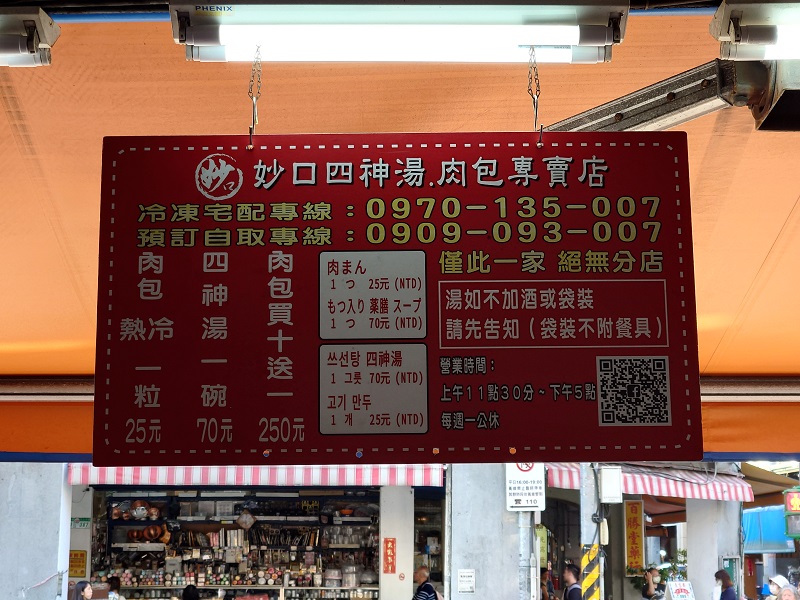 PHENIX
妙口
妙口四神湯.肉包專賣店
冷凍宅配專線：0970-135-007
預訂自取專線：0909-093-007
肉包 熱冷 一粒 25元
四神湯 一碗 70元
肉包買十送一 250元
肉まん
1 つ 25元 (NTD)
もつ入り 薬膳 スープ
1 つ 70元 (NTD)
쓰선탕 四神湯
1 그릇 70元 (NTD)
고기 만두
1 개 25元 (NTD)
僅此一家 絕無分店
湯如不加酒或袋裝
請先告知（袋裝不附餐具）
營業時間：
上午11點30分~下午5點
每週一公休
110
百勝堂藥